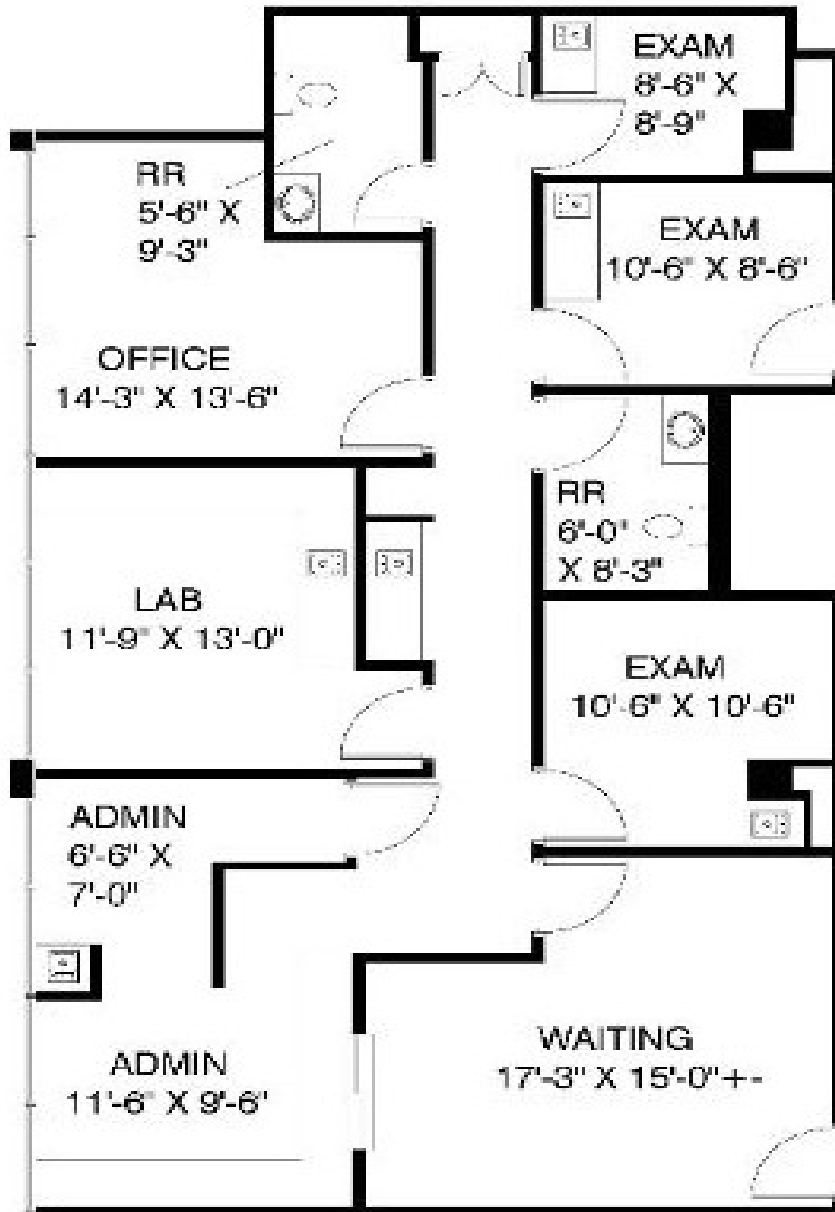 EXAM
8'-6" X
8'-9"
RR
5'-6" X
9'-3"
EXAM
10'-6" X 8'-6"
OFFICE
14'-3" X 13'-6"
RR
6'-0"
X 8'-3"
LAB
11'-9" X 13'-0"
EXAM
10'-6" X 10'-6"
ADMIN
6'-6" X
7'-0"
WAITING
17'-3" X 15'-0"+-
ADMIN
11'-6" X 9'-6"